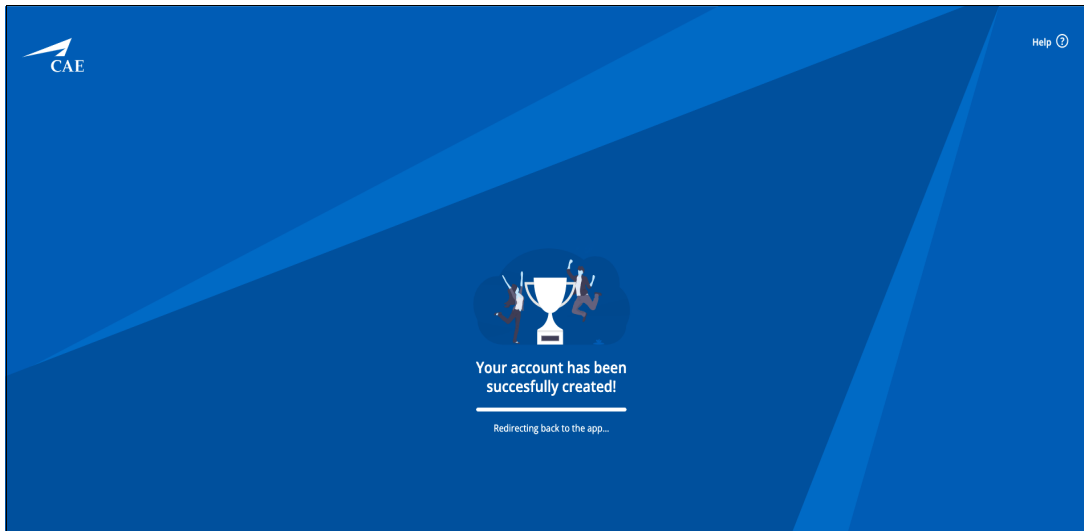 CAE
Help ?
Your account has been
succesfully created!
Redirecting back to the app...